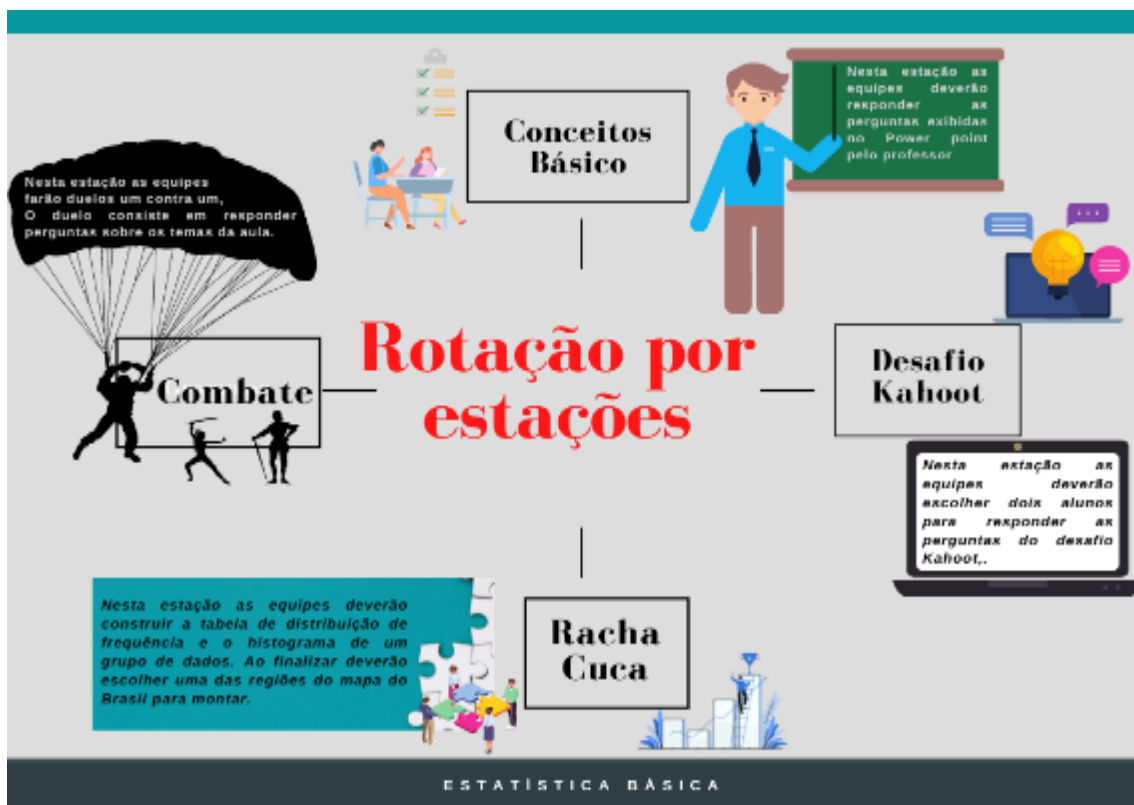 Conceitos
Básico
Nesta estação as
equipes deverão
responder as
perguntas exibidas
no Power point
pelo professor
Nesta estação as equipes
farão duelos um contra um,
O duelo consiste em responder
perguntas sobre os temas da aula.
Rotação por
estações
Combate
Desafio
Kahoot
Nesta estação as
equipes deverão
escolher dois alunos
para responder as
perguntas do desafio
Kahoot,.
Nesta estação as equipes deverão
construir a tabela de distribuição de
frequência e o histograma de um
grupo de dados. Ao finalizar deverão
escolher uma das regiões do mapa do
Brasil para montar.
Racha
Cuca
ESTATÍSTICA BÁSICA